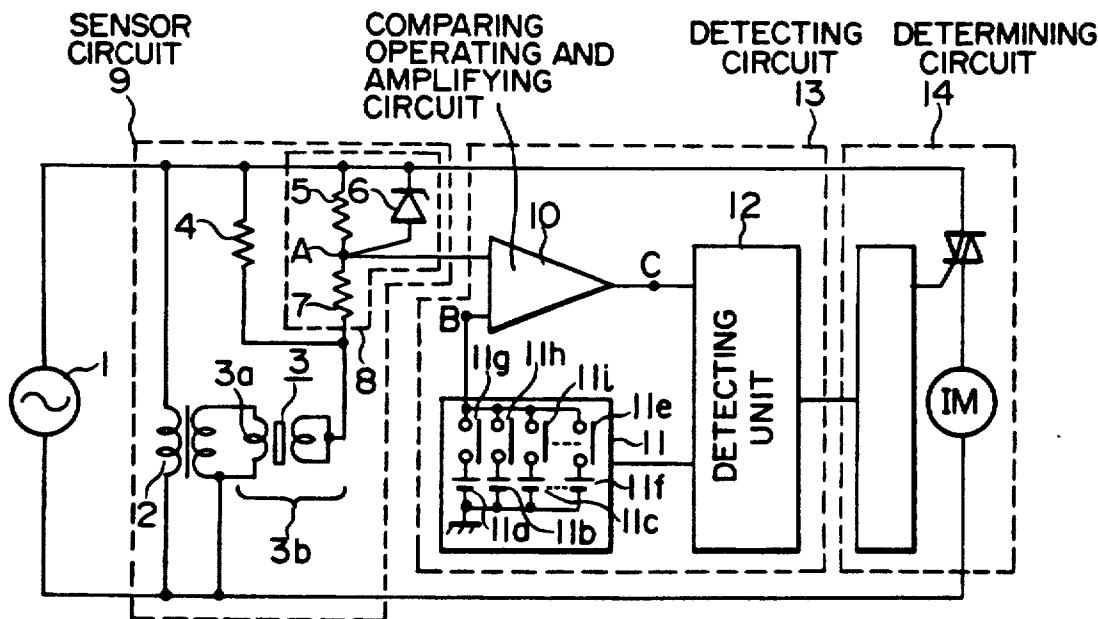 SENSOR
CIRCUIT
9
COMPARING
OPERATING AND
AMPLIFYING
CIRCUIT
DETECTING
CIRCUIT
13
DETERMINING
CIRCUIT
14
5
6
4
A
10
12
C
7
B
8
1
3a
3
11g
11h
11i
11e
11
DETECTING
UNIT
IM
2
3b
11a
11b
11c
11f